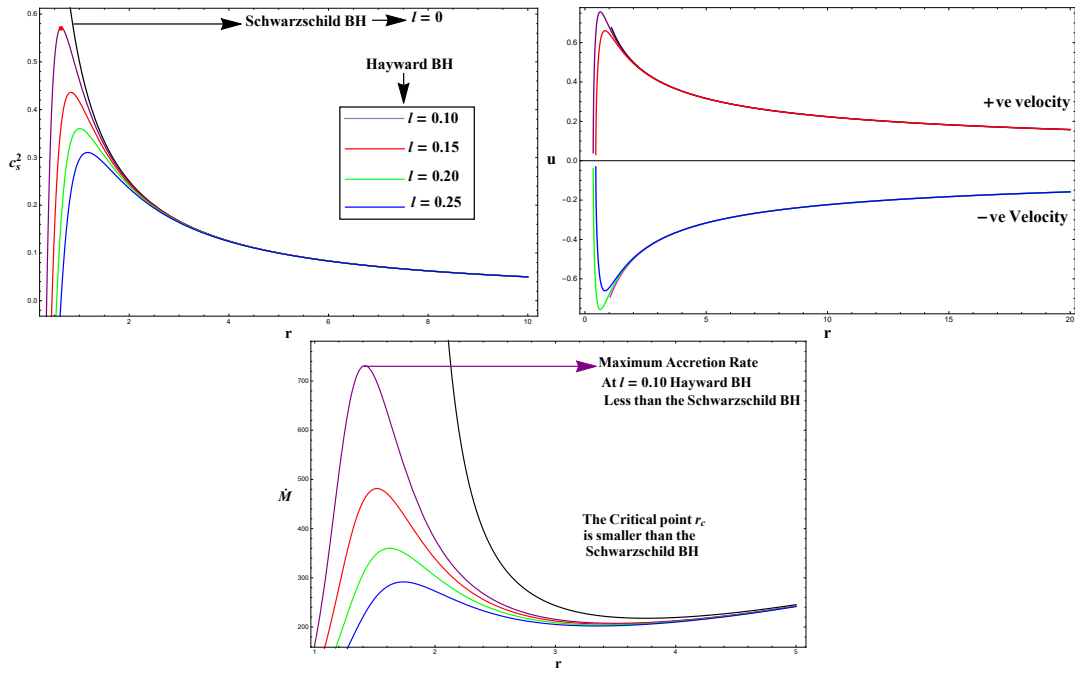 Schwarzschild BH
l = 0
Hayward BH
l = 0.10
l = 0.15
l = 0.20
l = 0.25
c_s^2
0.6
0.5
0.4
0.3
0.2
0.1
0.0
2
4
6
8
10
r
+ve velocity
−ve Velocity
u
0.6
0.4
0.2
0.0
−0.2
−0.4
−0.6
0
5
10
15
20
r
Maximum Accretion Rate
At l = 0.10 Hayward BH
Less than the Schwarzschild BH
The Critical point r_c
is smaller than the
Schwarzschild BH
Ṁ
700
600
500
400
300
200
1
2
3
4
5
r